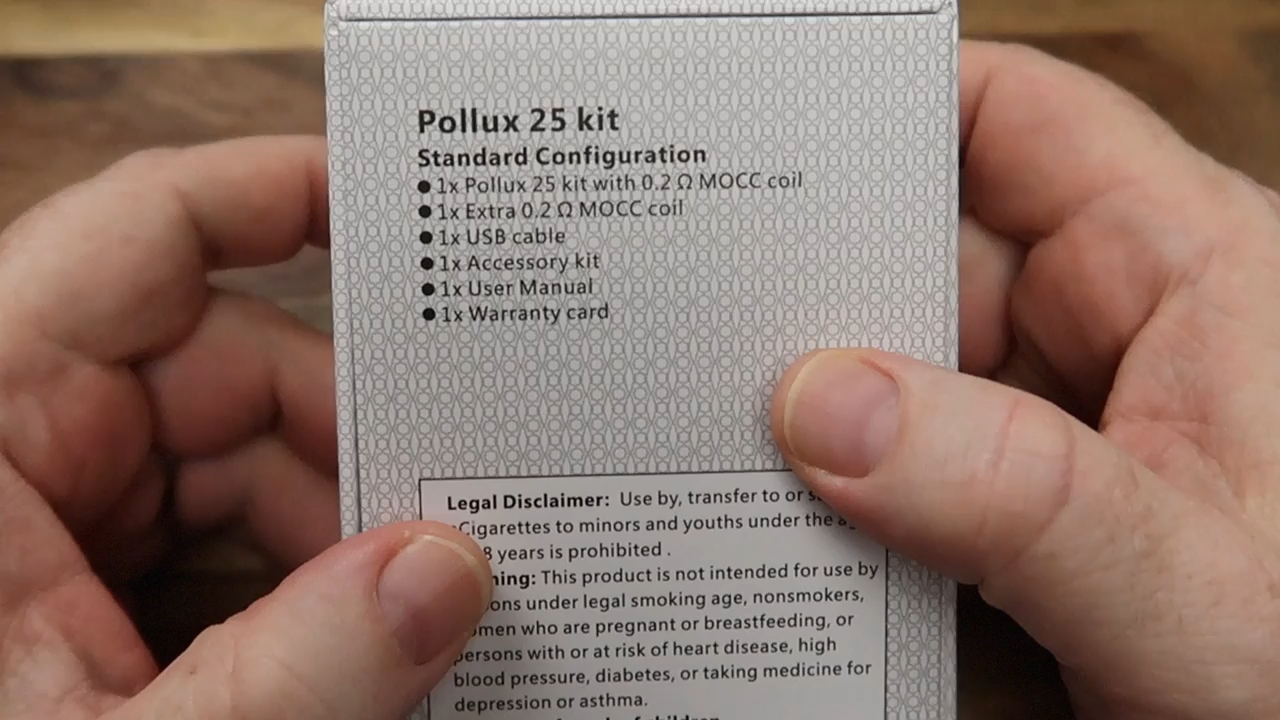 Pollux 25 kit
Standard Configuration
● 1x Pollux 25 kit with 0.2 Ω MOCC coil
● 1x Extra 0.2 Ω MOCC coil
● 1x USB cable
● 1x Accessory kit
● 1x User Manual
● 1x Warranty card
Legal Disclaimer: Use by, transfer to or
Cigarettes to minors and youths under the
8 years is prohibited .
This product is not intended for use by
under legal smoking age, nonsmokers,
who are pregnant or breastfeeding, or
persons with or at risk of heart disease, high
blood pressure, diabetes, or taking medicine for
depression or asthma.